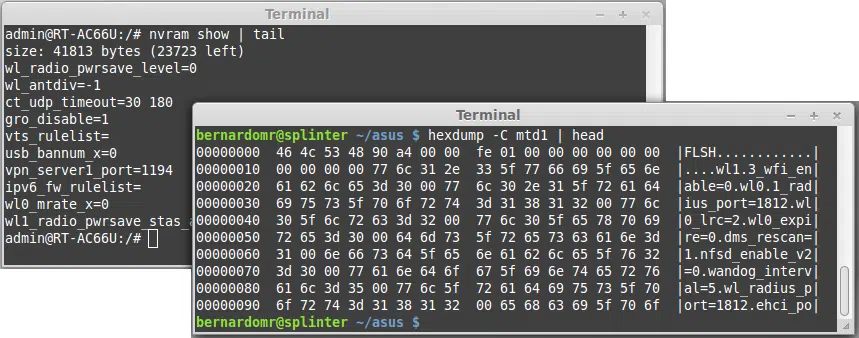 Terminal
admin@RT-AC66U:/# nvram show | tail
size: 41813 bytes (23723 left)
wl_radio_pwrsave_level=0
wl_antdiv=-1
ct_udp_timeout=30 180
gro_disable=1
vts_rulelist=
usb_bannum_x=0
vpn_server1_port=1194
ipv6_fw_rulelist=
wl0_mrate_x=0
wl1_radio_pwrsave_stas_
admin@RT-AC66U:/#
Terminal
bernardomr@splinter ~/asus $ hexdump -C mtd1 | head
00000000  46 4c 53 48 90 a4 00 00  fe 01 00 00 00 00 00 00  |FLSH............|
00000010  00 00 00 00 77 6c 31 2e  33 5f 77 66 69 5f 65 6e  |....wl1.3_wfi_en|
00000020  61 62 6c 65 3d 30 00 77  6c 30 2e 31 5f 72 61 64  |able=0.wl0.1_rad|
00000030  69 75 73 5f 70 6f 72 74  3d 31 38 31 32 00 77 6c  |ius_port=1812.wl|
00000040  30 5f 6c 72 63 3d 32 00  77 6c 30 5f 65 78 70 69  |0_lrc=2.wl0_expi|
00000050  72 65 3d 30 00 64 6d 73  5f 72 65 73 63 61 6e 3d  |re=0.dms_rescan=|
00000060  31 00 6e 66 73 64 5f 65  6e 61 62 6c 65 5f 76 32  |1.nfsd_enable_v2|
00000070  3d 30 00 77 61 6e 64 6f  67 5f 69 6e 74 65 72 76  |=0.wandog_interv|
00000080  61 6c 3d 35 00 77 6c 5f  72 61 64 69 75 73 5f 70  |al=5.wl_radius_p|
00000090  6f 72 74 3d 31 38 31 32  00 65 68 63 69 5f 70 6f  |ort=1812.ehci_po|
bernardomr@splinter ~/asus $